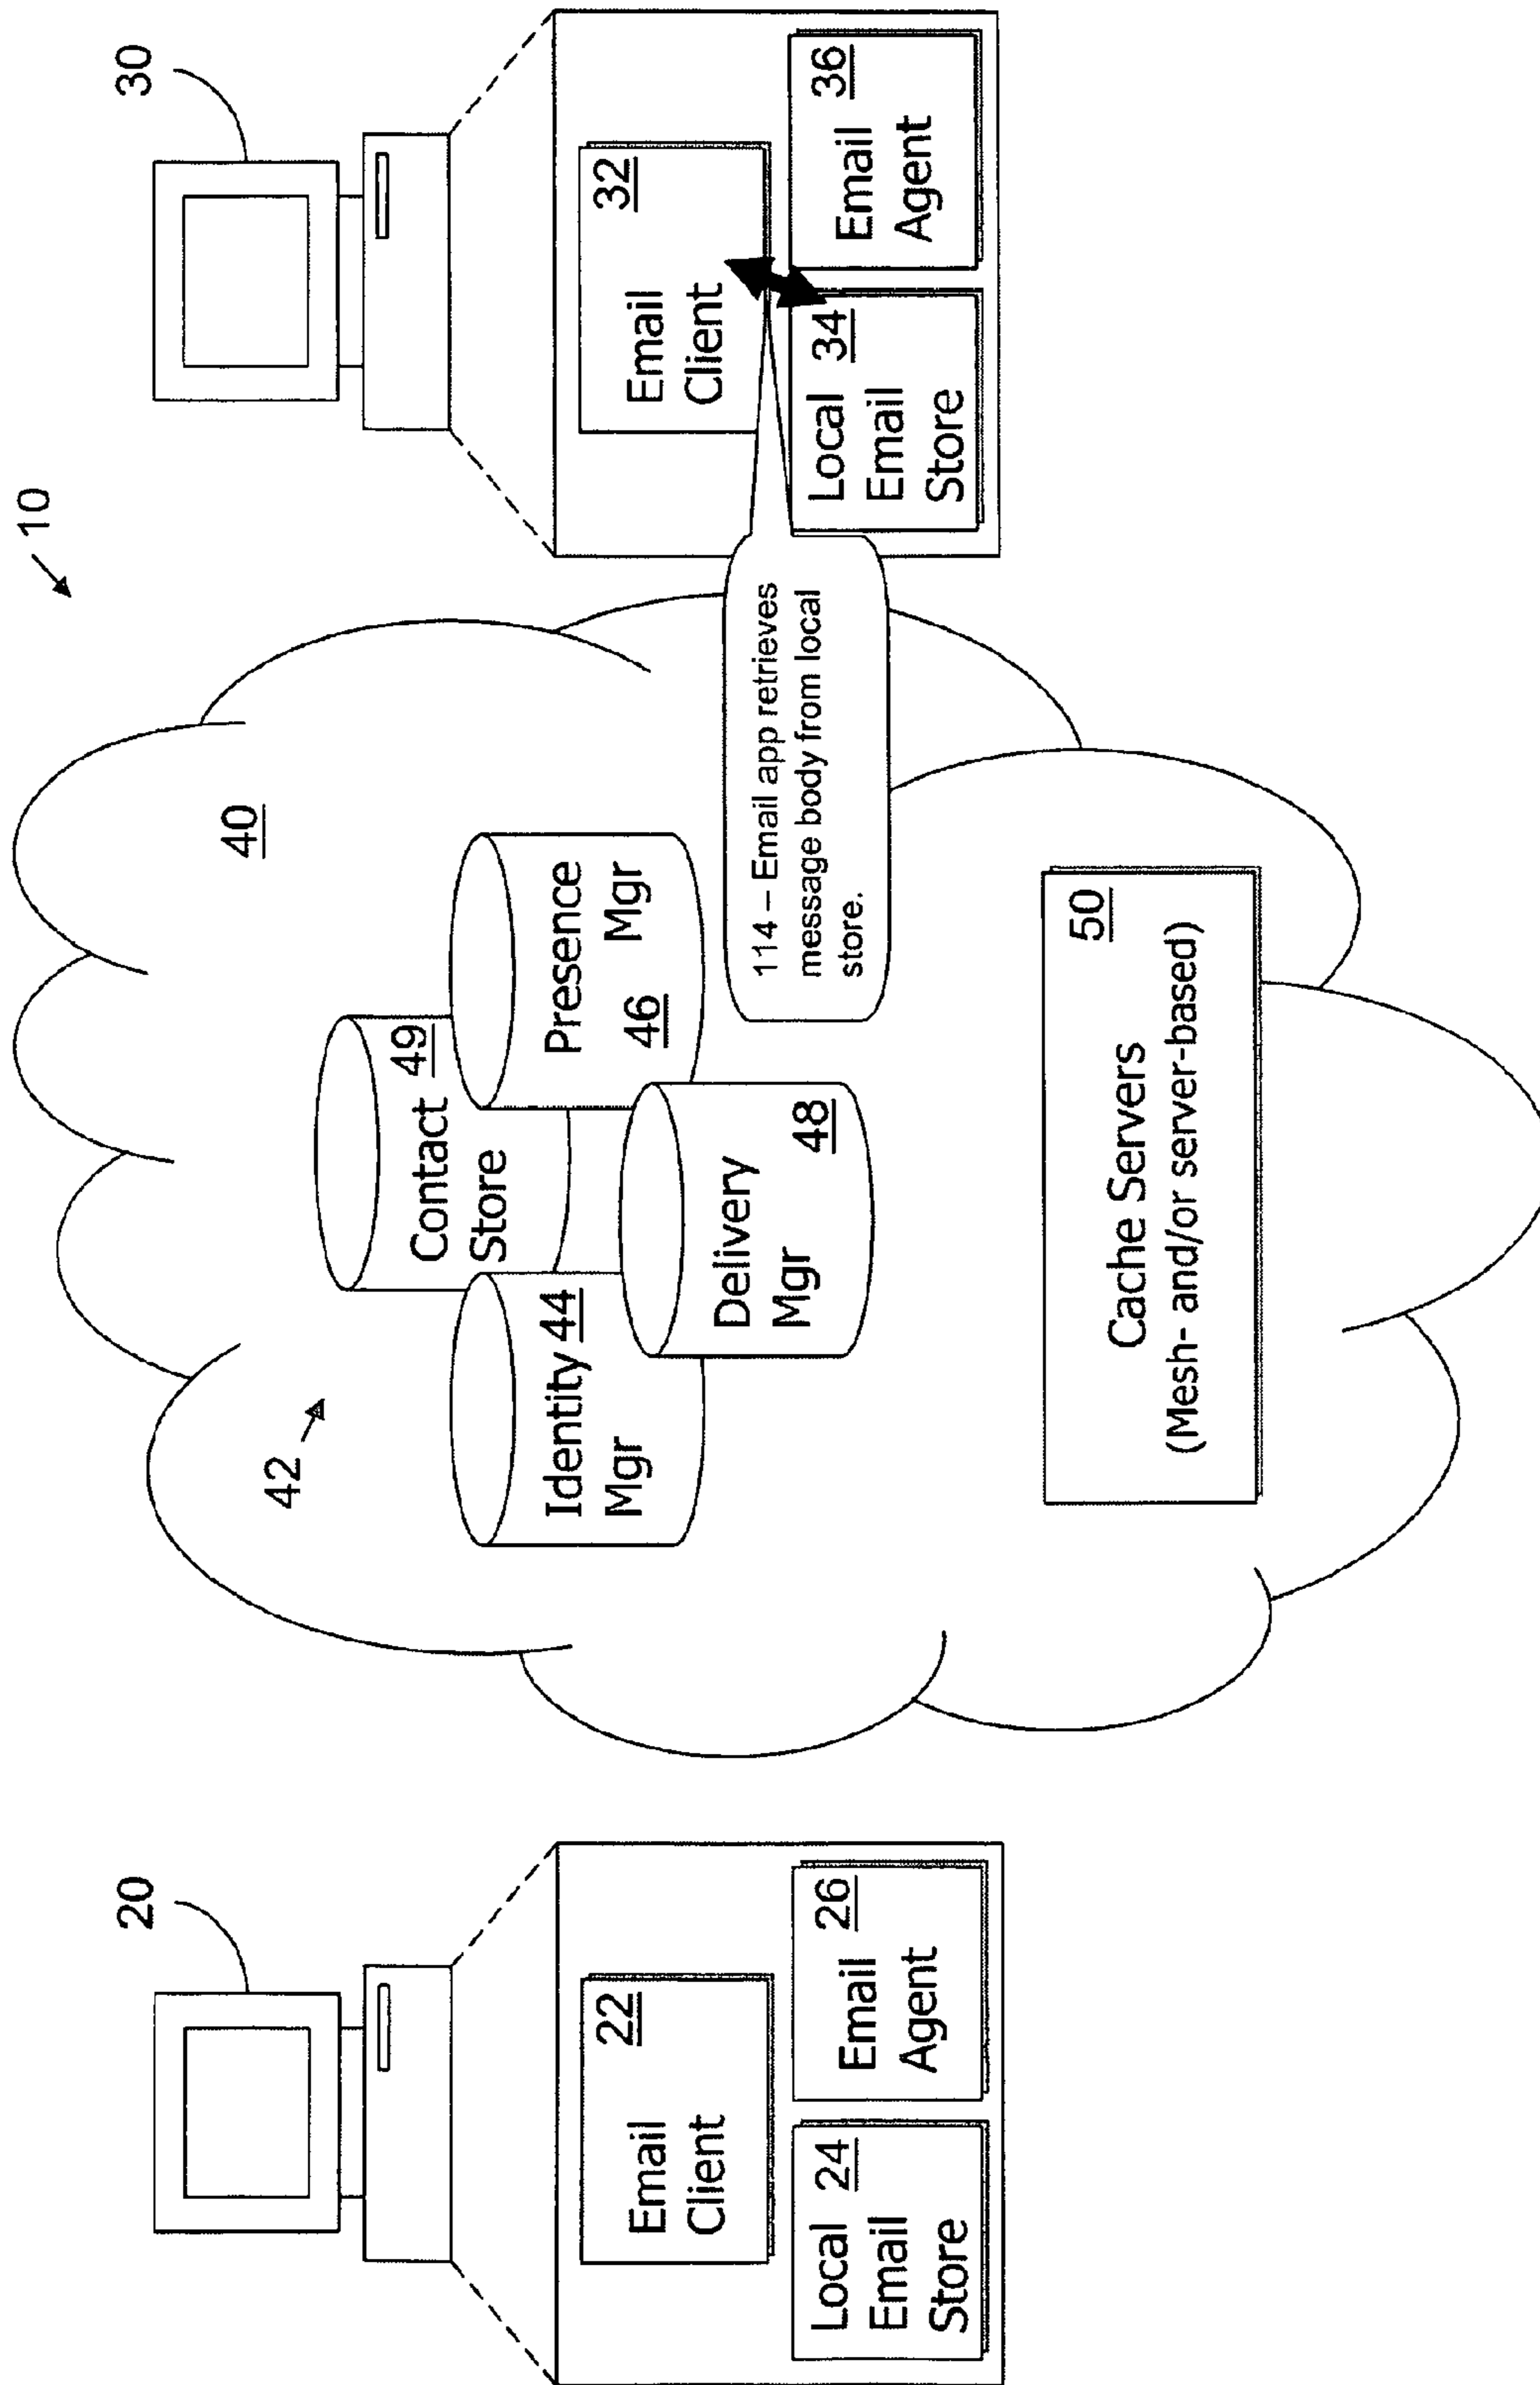 10
20
30
40
42
Contact 49
Store
Identity 44
Mgr
Presence
46 Mgr
Delivery
Mgr 48
22
Email
Client
Local 24
Email
Store
26
Email
Agent
32
Email
Client
Local 34
Email
Store
36
Email
Agent
114 – Email app retrieves
message body from local
store.
50
Cache Servers
(Mesh- and/or server-based)